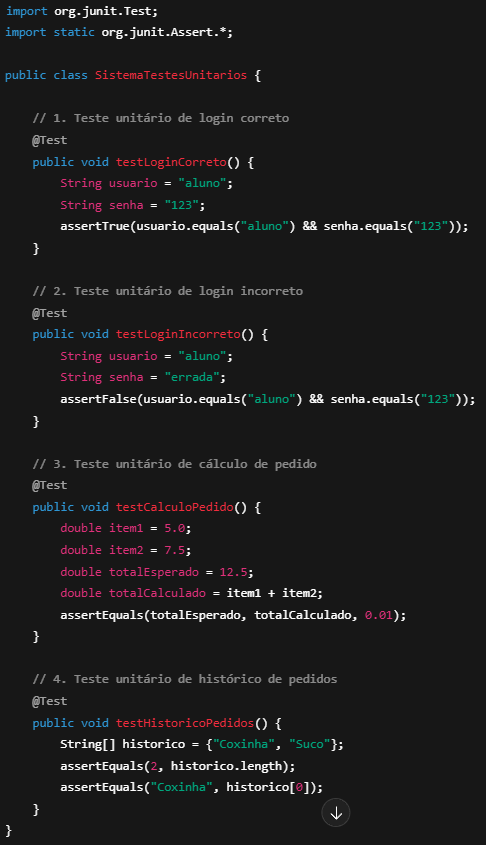 import org.junit.Test;
import static org.junit.Assert.*;
public class SistemaTestesUnitarios {
// 1. Teste unitário de login correto
@Test
public void testLoginCorreto() {
String usuario = "aluno";
String senha = "123";
assertTrue(usuario.equals("aluno") && senha.equals("123"));
}
// 2. Teste unitário de login incorreto
@Test
public void testLoginIncorreto() {
String usuario = "aluno";
String senha = "errada";
assertFalse(usuario.equals("aluno") && senha.equals("123"));
}
// 3. Teste unitário de cálculo de pedido
@Test
public void testCalculoPedido() {
double item1 = 5.0;
double item2 = 7.5;
double totalEsperado = 12.5;
double totalCalculado = item1 + item2;
assertEquals(totalEsperado, totalCalculado, 0.01);
}
// 4. Teste unitário de histórico de pedidos
@Test
public void testHistoricoPedidos() {
String[] historico = {"Coxinha", "Suco"};
assertEquals(2, historico.length);
assertEquals("Coxinha", historico[0]);
}
}